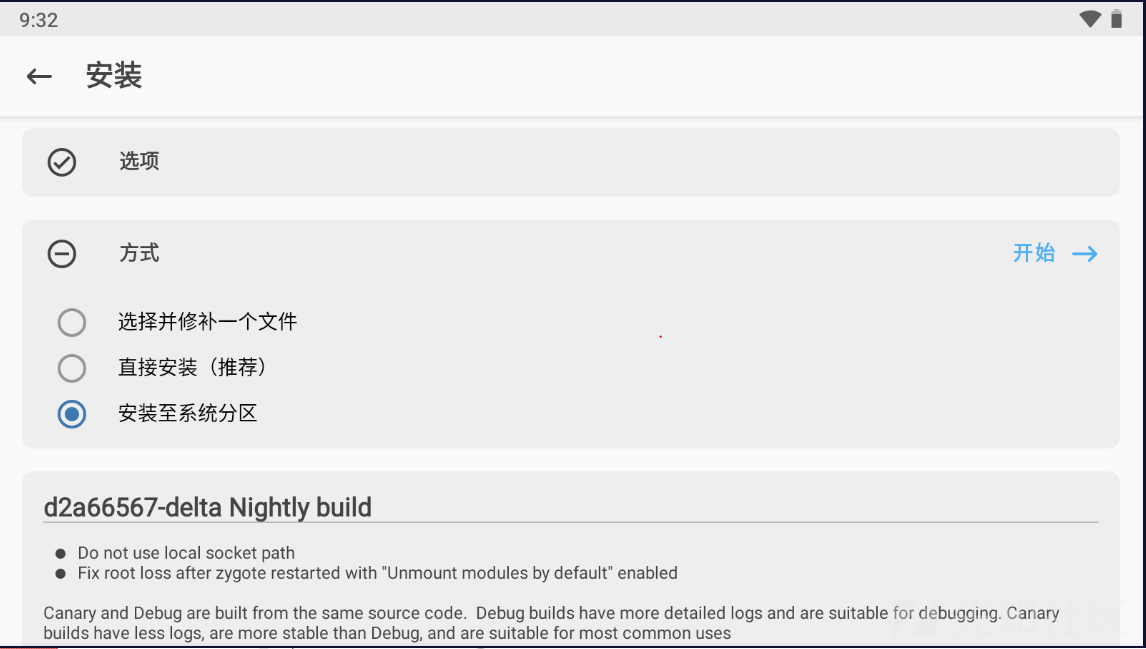 9:32
安装
选项
方式
开始
选择并修补一个文件
直接安装（推荐）
安装至系统分区
d2a66567-delta Nightly build
Do not use local socket path
Fix root loss after zygote restarted with "Unmount modules by default" enabled
Canary and Debug are built from the same source code. Debug builds have more detailed logs and are suitable for debugging. Canary
builds have less logs, are more stable than Debug, and are suitable for most common uses